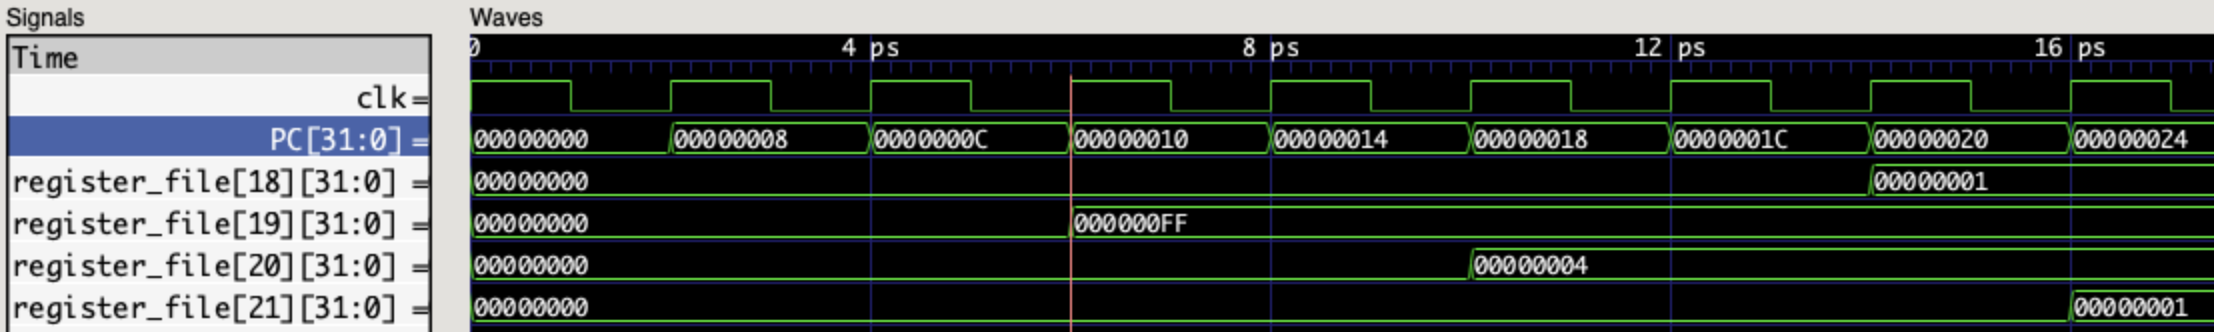 Signals Waves
Time 0 4 ps 8 ps 12 ps 16 ps
clk=
PC[31:0] = 00000000 00000008 0000000C 00000010 00000014 00000018 0000001C 00000020 00000024
register_file[18][31:0] = 00000000 00000001
register_file[19][31:0] = 00000000 000000FF
register_file[20][31:0] = 00000000 00000004
register_file[21][31:0] = 00000000 00000001